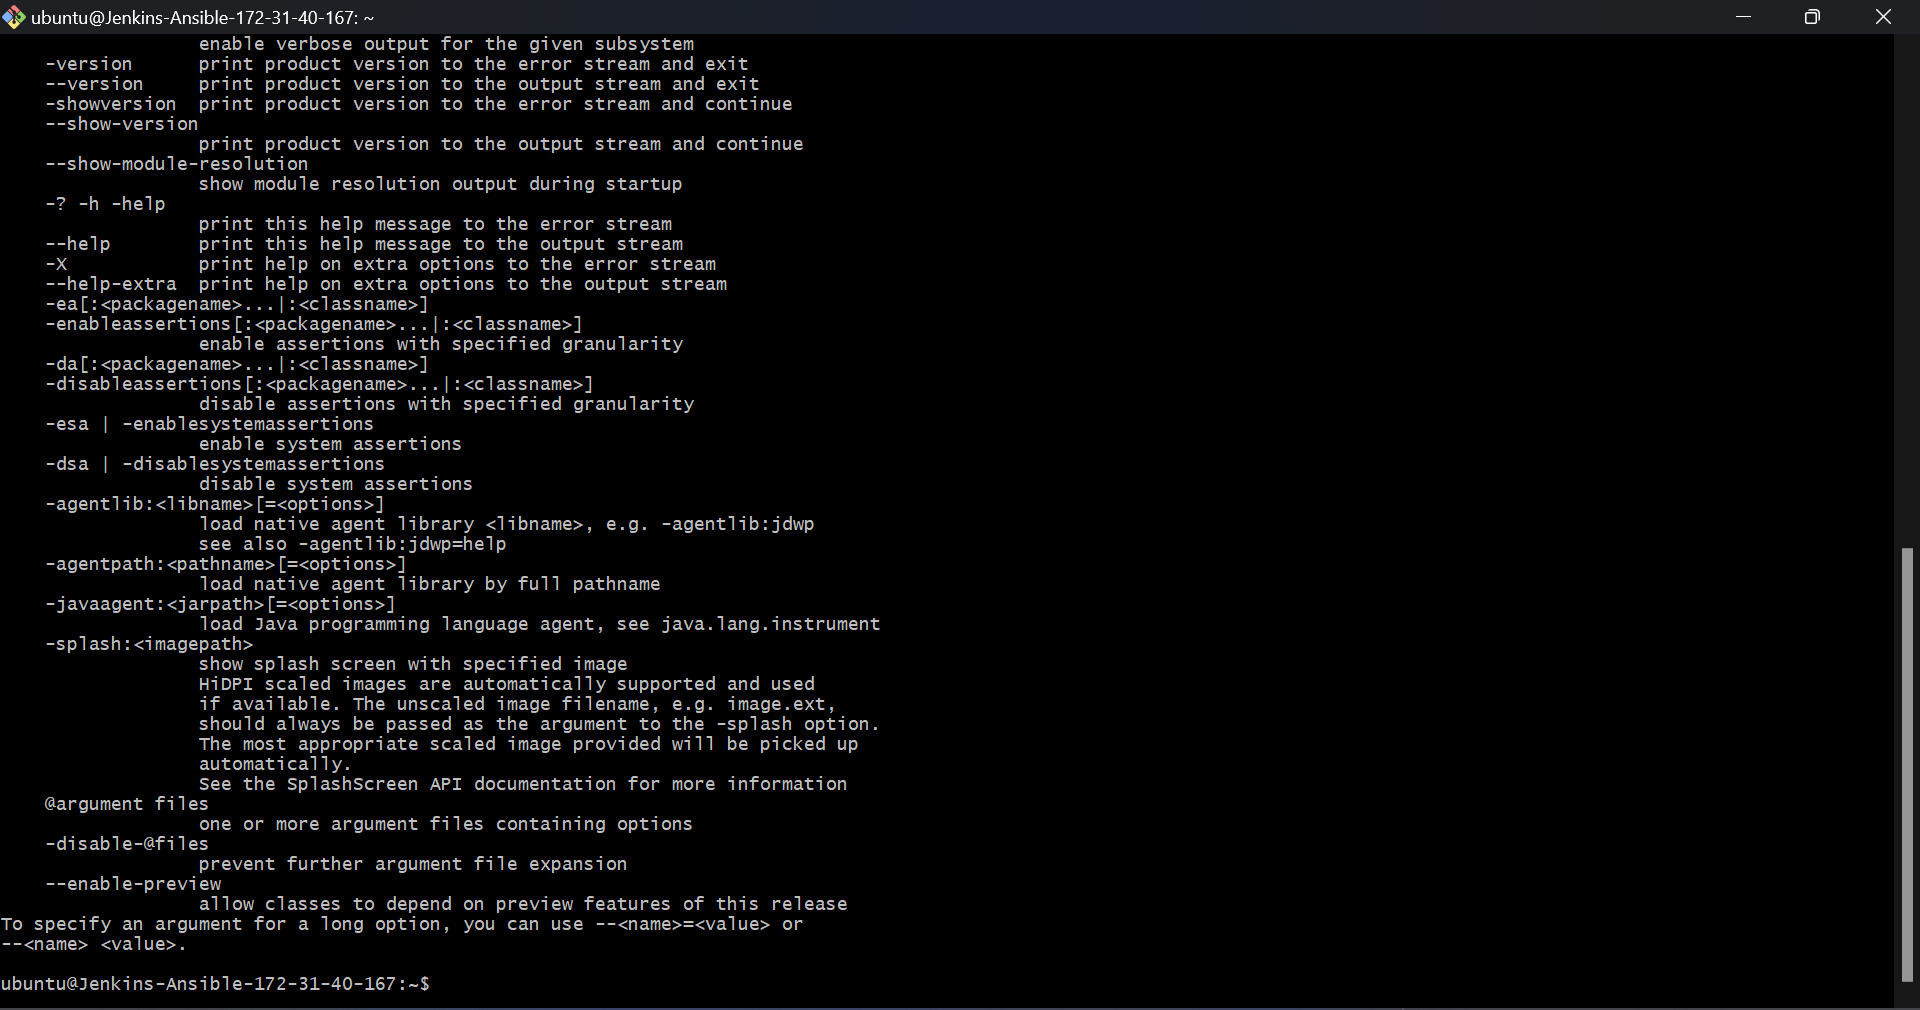 ubuntu@Jenkins-Ansible-172-31-40-167: ~
                  enable verbose output for the given subsystem
    -version      print product version to the error stream and exit
    --version     print product version to the output stream and exit
    -showversion  print product version to the error stream and continue
    --show-version
                  print product version to the output stream and continue
    --show-module-resolution
                  show module resolution output during startup
    -? -h -help
                  print this help message to the error stream
    --help        print this help message to the output stream
    -X            print help on extra options to the error stream
    --help-extra  print help on extra options to the output stream
    -ea[:<packagename>...|:<classname>]
    -enableassertions[:<packagename>...|:<classname>]
                  enable assertions with specified granularity
    -da[:<packagename>...|:<classname>]
    -disableassertions[:<packagename>...|:<classname>]
                  disable assertions with specified granularity
    -esa | -enablesystemassertions
                  enable system assertions
    -dsa | -disablesystemassertions
                  disable system assertions
    -agentlib:<libname>[=<options>]
                  load native agent library <libname>, e.g. -agentlib:jdwp
                  see also -agentlib:jdwp=help
    -agentpath:<pathname>[=<options>]
                  load native agent library by full pathname
    -javaagent:<jarpath>[=<options>]
                  load Java programming language agent, see java.lang.instrument
    -splash:<imagepath>
                  show splash screen with specified image
                  HiDPI scaled images are automatically supported and used
                  if available. The unscaled image filename, e.g. image.ext,
                  should always be passed as the argument to the -splash option.
                  The most appropriate scaled image provided will be picked up
                  automatically.
                  See the SplashScreen API documentation for more information
    @argument files
                  one or more argument files containing options
    -disable-@files
                  prevent further argument file expansion
    --enable-preview
                  allow classes to depend on preview features of this release
To specify an argument for a long option, you can use --<name>=<value> or
--<name> <value>.

ubuntu@Jenkins-Ansible-172-31-40-167:~$